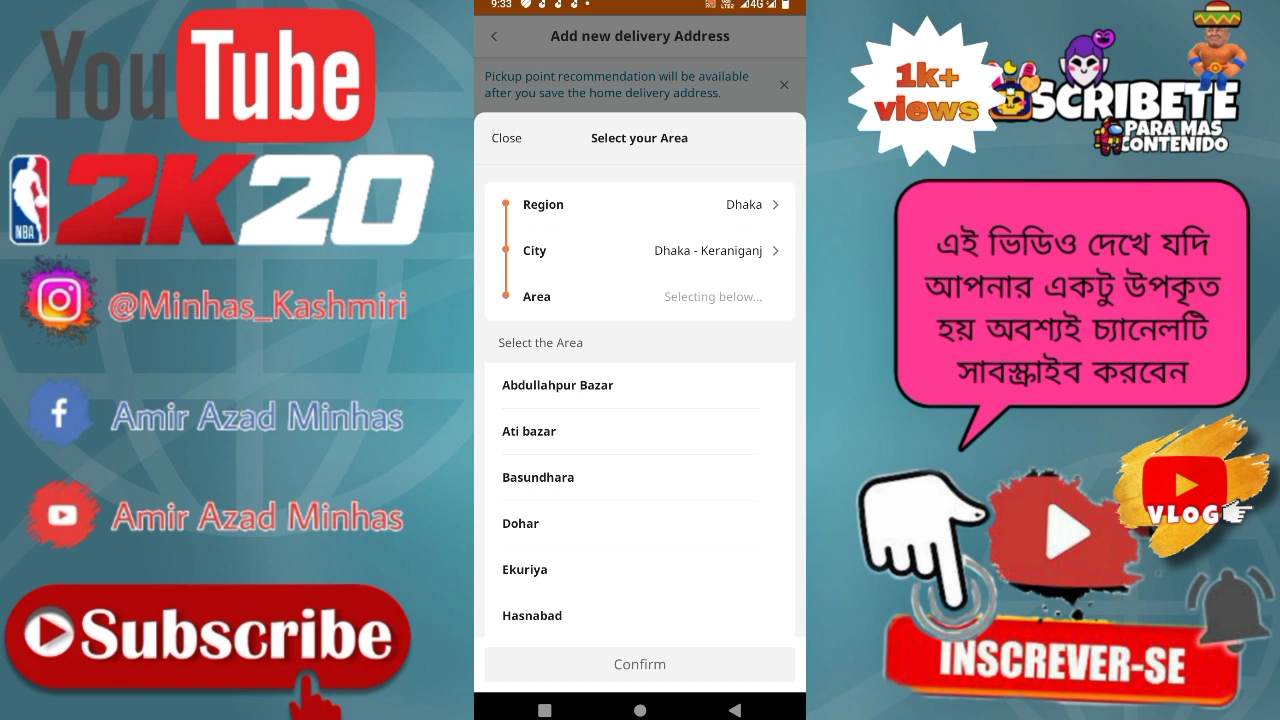 YouTube
NBA 2K20
@Minhas_Kashmiri
Amir Azad Minhas
Amir Azad Minhas
Subscribe
9:33
4G
Add new delivery Address
Pickup point recommendation will be available
after you save the home delivery address.
Close
Select your Area
Region Dhaka
City Dhaka - Keraniganj
Area Selecting below...
Select the Area
Abdullahpur Bazar
Ati bazar
Basundhara
Dohar
Ekuriya
Hasnabad
Confirm
1k+
views
SCRIBETE
PARA MAS
CONTENIDO
এই ভিডিও দেখে যদি
আপনার একটু উপকৃত
হয় অবশ্যই চ্যানেলটি
সাবস্ক্রাইব করবেন
VLOG
INSCREVER-SE